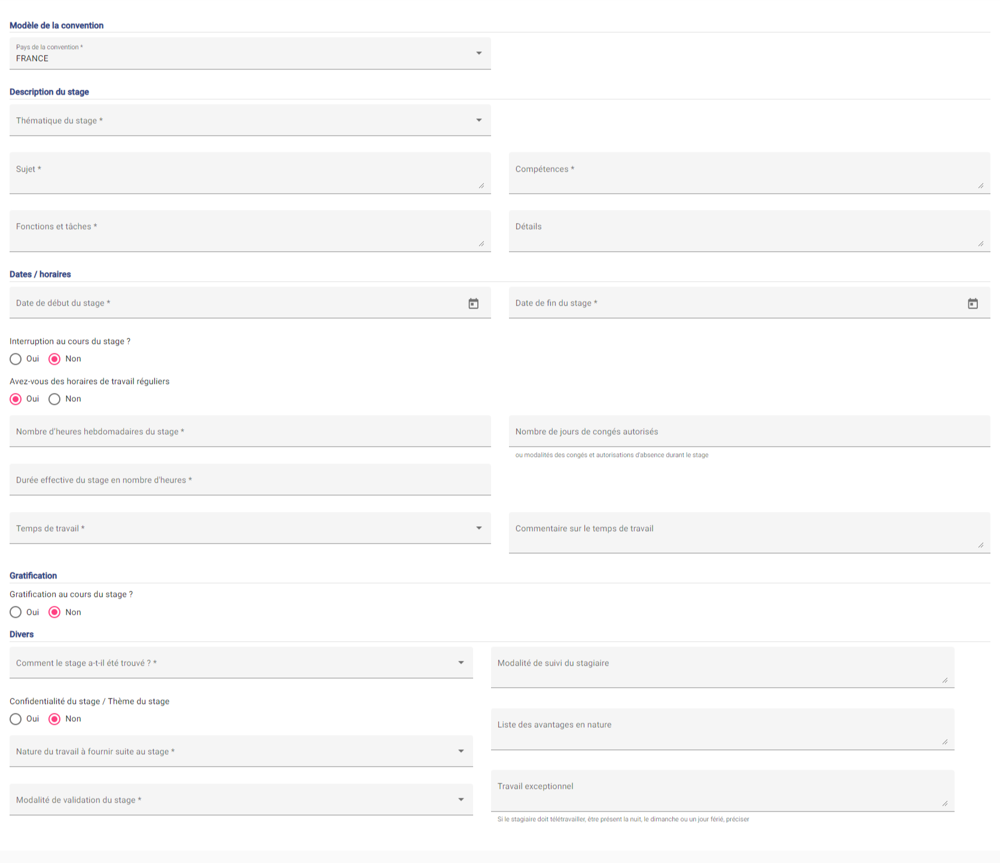 Modèle de la convention
Pays de la convention *
FRANCE
Description du stage
Thématique du stage *
Sujet *
Compétences *
Fonctions et tâches *
Détails
Dates / horaires
Date de début du stage *
Date de fin du stage *
Interruption au cours du stage ?
Oui Non
Avez-vous des horaires de travail réguliers
Oui Non
Nombre d'heures hebdomadaires du stage *
Nombre de jours de congés autorisés
ou modalités des congés et autorisations d'absence durant le stage
Durée effective du stage en nombre d'heures *
Temps de travail *
Commentaire sur le temps de travail
Gratification
Gratification au cours du stage ?
Oui Non
Divers
Comment le stage a-t-il été trouvé ? *
Modalité de suivi du stagiaire
Confidentialité du stage / Thème du stage
Oui Non
Liste des avantages en nature
Nature du travail à fournir suite au stage *
Travail exceptionnel
Modalité de validation du stage *
Si le stagiaire doit télétravailler, être présent la nuit, le dimanche ou un jour férié, préciser